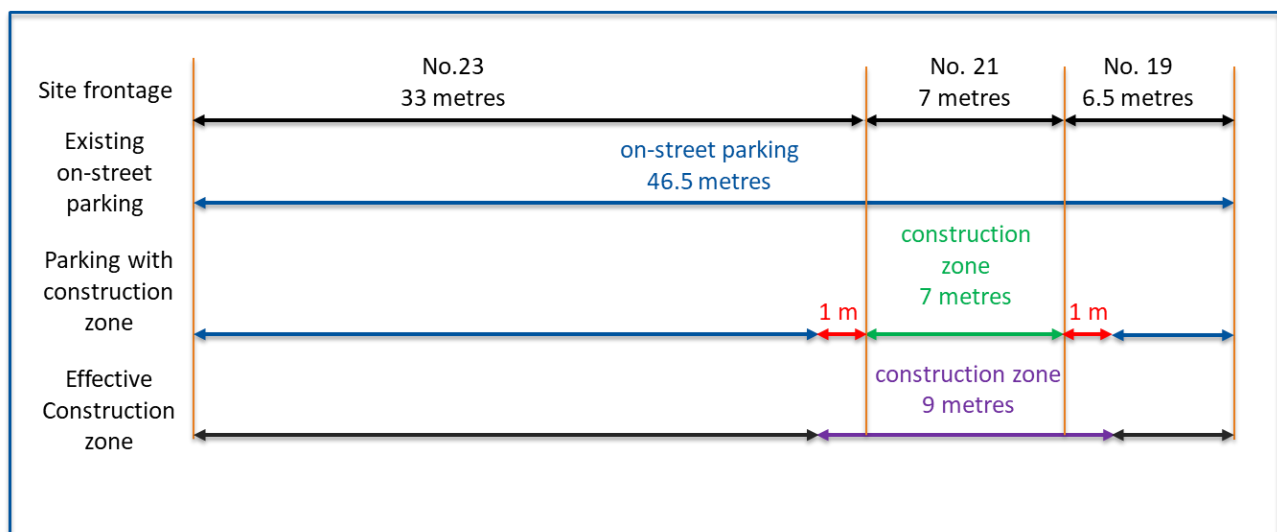 Site frontage
No.23
33 metres
No. 21
7 metres
No. 19
6.5 metres
Existing
on-street
parking
on-street parking
46.5 metres
Parking with
construction
zone
1 m
construction
zone
7 metres
1 m
Effective
Construction
zone
construction zone
9 metres